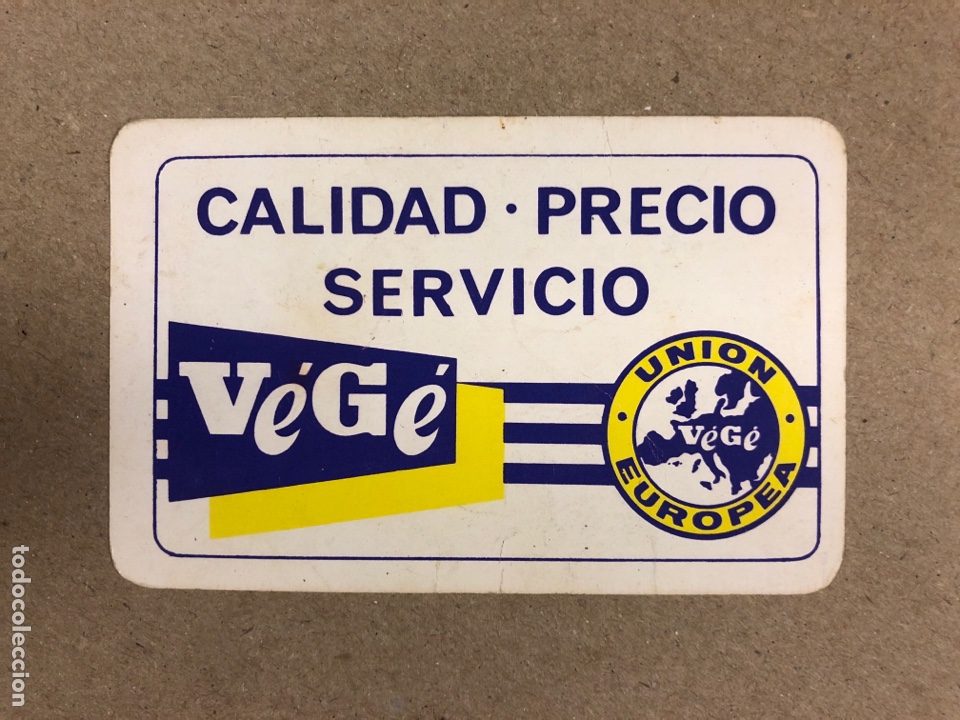 CALIDAD · PRECIO
SERVICIO
VéGé
UNION
VéGé
EUROPEA
todocoleccion